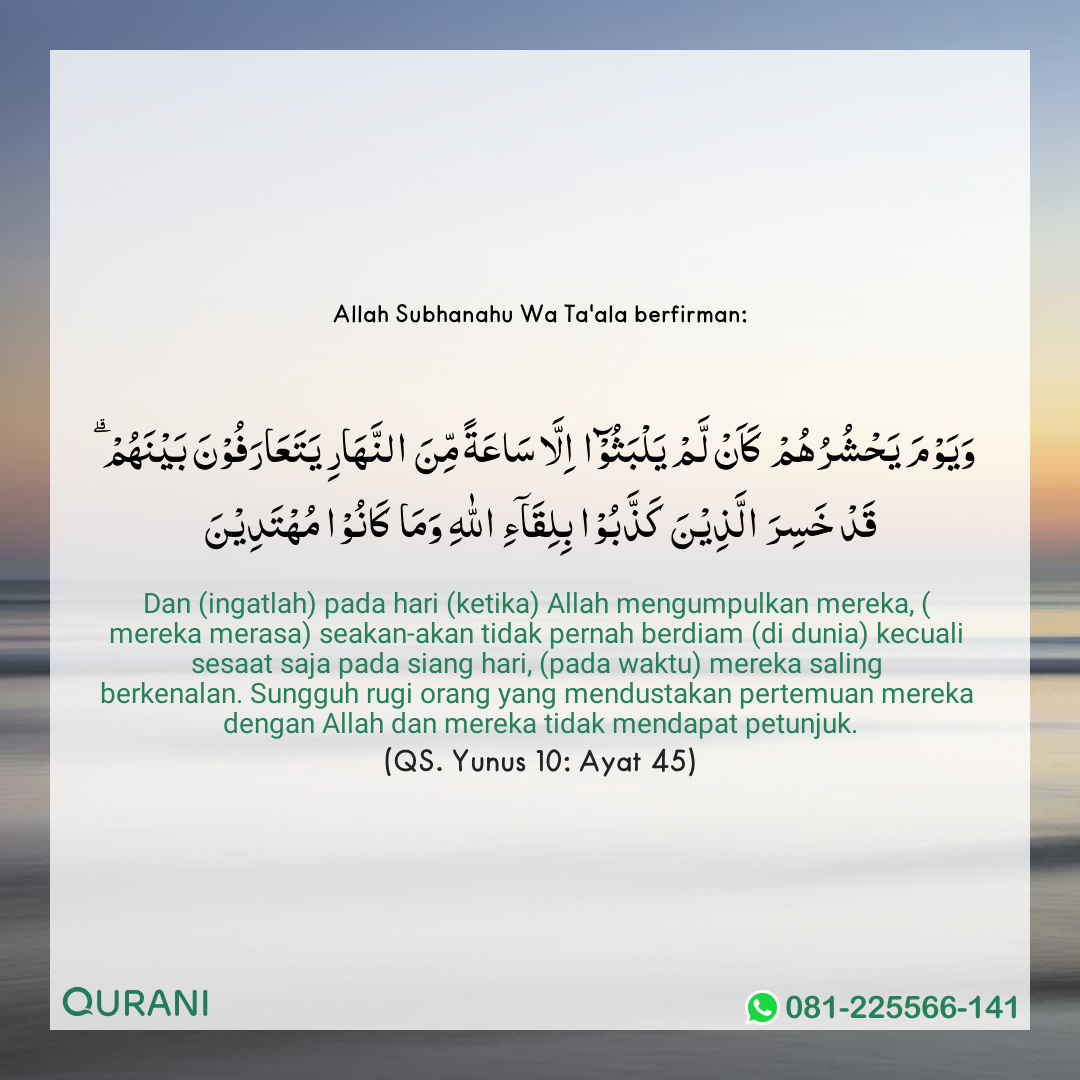 Allah Subhanahu Wa Ta'ala berfirman:
وَيَوْمَ يَحْشُرُهُمْ كَاَنْ لَّمْ يَلْبَثُوْۤا اِلَّا سَاعَةً مِّنَ النَّهَارِ يَتَعَارَفُوْنَ بَيْنَهُمْ ۗ
قَدْ خَسِرَ الَّذِيْنَ كَذَّبُوْا بِلِقَآءِ اللّٰهِ وَمَا كَانُوْا مُهْتَدِيْنَ
Dan (ingatlah) pada hari (ketika) Allah mengumpulkan mereka, (
mereka merasa) seakan-akan tidak pernah berdiam (di dunia) kecuali
sesaat saja pada siang hari, (pada waktu) mereka saling
berkenalan. Sungguh rugi orang yang mendustakan pertemuan mereka
dengan Allah dan mereka tidak mendapat petunjuk.
(QS. Yunus 10: Ayat 45)
QURANI
081-225566-141